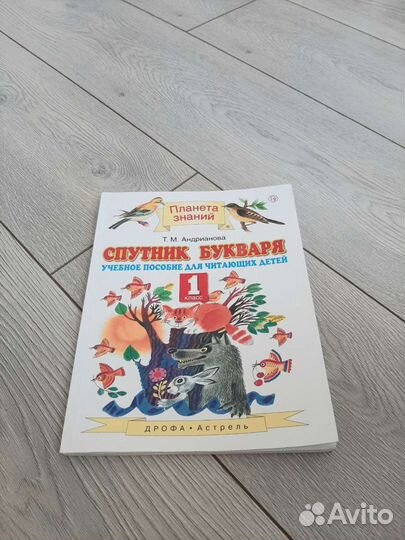 Планета
знаний
Т. М. Андрианова
СПУТНИК БУКВАРЯ
УЧЕБНОЕ ПОСОБИЕ ДЛЯ ЧИТАЮЩИХ ДЕТЕЙ
1
класс
ДРОФА • Астрель
Avito